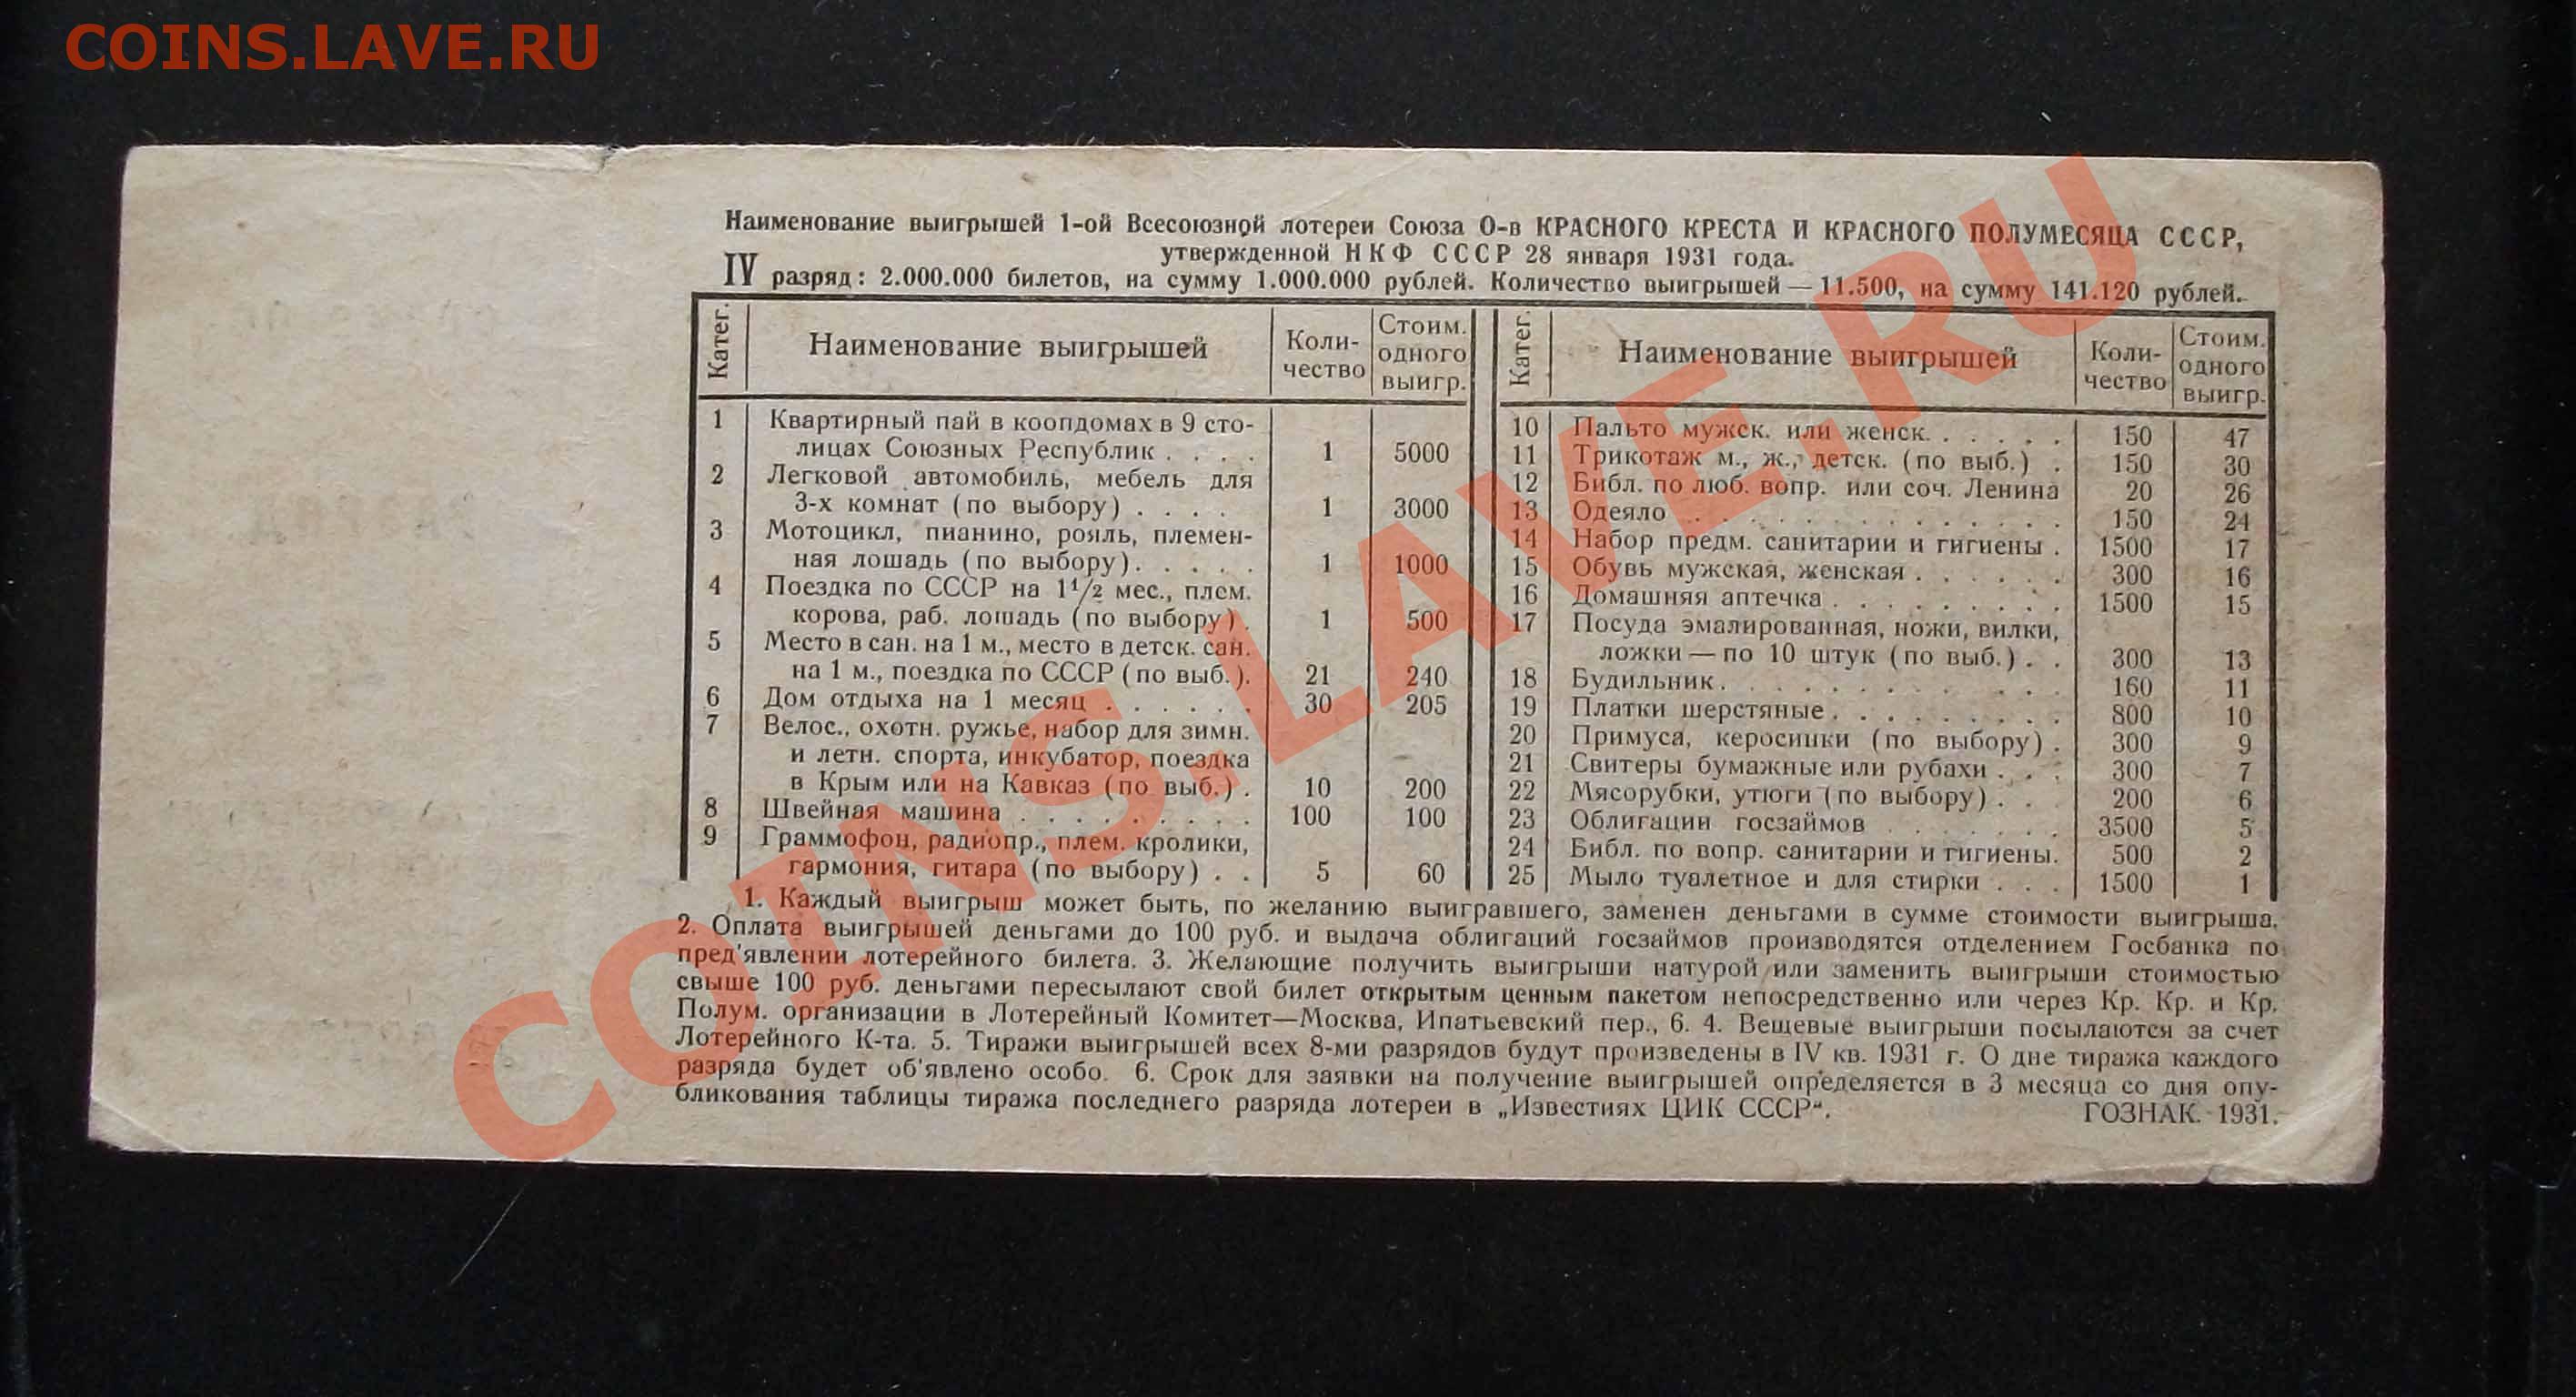 COINS.LAVE.RU
Наименование выигрышей 1-ой Всесоюзной лотереи Союза О-в КРАСНОГО КРЕСТА И КРАСНОГО ПОЛУМЕСЯЦА СССР,
утвержденной НКФ СССР 28 января 1931 года.
IV разряд: 2.000.000 билетов, на сумму 1.000.000 рублей. Количество выигрышей — 11.500, на сумму 141.120 рублей.
Катег. Наименование выигрышей Коли-чество Стоим. одного выигр.
1 Квартирный пай в коопдомах в 9 сто-
лицах Союзных Республик . . . . 1 5000
2 Легковой автомобиль, мебель для
3-х комнат (по выбору) . . . . 1 3000
3 Мотоцикл, пианино, рояль, племен-
ная лошадь (по выбору). . . . . 1 1000
4 Поездка по СССР на 1½ мес., плем.
корова, раб. лошадь (по выбору) . 1 500
5 Место в сан. на 1 м., место в детск. сан.
на 1 м., поездка по СССР (по выб.). 21 240
6 Дом отдыха на 1 месяц . . . . . . 30 205
7 Велос., охотн. ружье, набор для зимн.
и летн. спорта, инкубатор, поездка
в Крым или на Кавказ (по выб.) . 10 200
8 Швейная машина . . . . . . . . . 100 100
9 Граммофон, радиопр., плем. кролики,
гармония, гитара (по выбору) . . 5 60
Катег. Наименование выигрышей Коли-чество Стоим. одного выигр.
10 Пальто мужск. или женск. . . . . . 150 47
11 Трикотаж м., ж., детск. (по выб.) . 150 30
12 Библ. по люб. вопр. или соч. Ленина 20 26
13 Одеяло . . . . . . . . . . . . . . 150 24
14 Набор предм. санитарии и гигиены . 1500 17
15 Обувь мужская, женская . . . . . . 300 16
16 Домашняя аптечка . . . . . . . . . 1500 15
17 Посуда эмалированная, ножи, вилки,
ложки — по 10 штук (по выб.) . . 300 13
18 Будильник . . . . . . . . . . . . 160 11
19 Платки шерстяные . . . . . . . . . 800 10
20 Примуса, керосинки (по выбору) . 300 9
21 Свитеры бумажные или рубахи . . . 300 7
22 Мясорубки, утюги (по выбору) . . . 200 6
23 Облигации госзаймов . . . . . . . 3500 5
24 Библ. по вопр. санитарии и гигиены. 500 2
25 Мыло туалетное и для стирки . . . 1500 1
1. Каждый выигрыш может быть, по желанию выигравшего, заменен деньгами в сумме стоимости выигрыша.
2. Оплата выигрышей деньгами до 100 руб. и выдача облигаций госзаймов производятся отделением Госбанка по
пред'явлении лотерейного билета. 3. Желающие получить выигрыши натурой или заменить выигрыши стоимостью
свыше 100 руб. деньгами пересылают свой билет открытым ценным пакетом непосредственно или через Кр. Кр. и Кр.
Полум. организации в Лотерейный Комитет—Москва, Ипатьевский пер., 6. 4. Вещевые выигрыши посылаются за счет
Лотерейного К-та. 5. Тиражи выигрышей всех 8-ми разрядов будут произведены в IV кв. 1931 г. О дне тиража каждого
разряда будет об'явлено особо. 6. Срок для заявки на получение выигрышей определяется в 3 месяца со дня опу-
бликования таблицы тиража последнего разряда лотереи в „Известиях ЦИК СССР“.
ГОЗНАК. 1931.
COINS.LAVE.RU